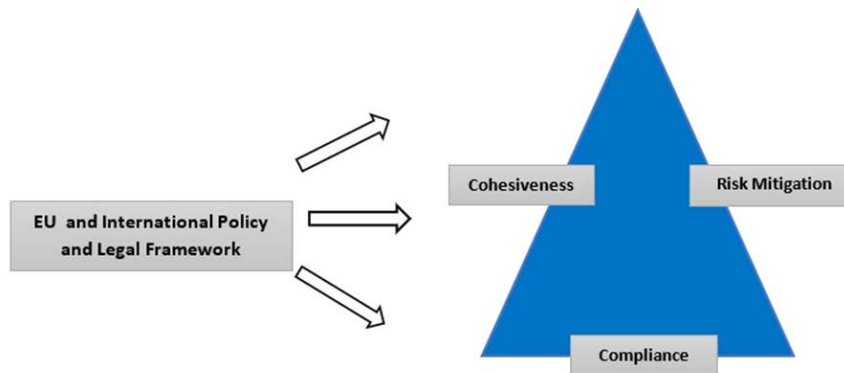 Cohesiveness
Risk Mitigation
EU and International Policy
and Legal Framework
Compliance